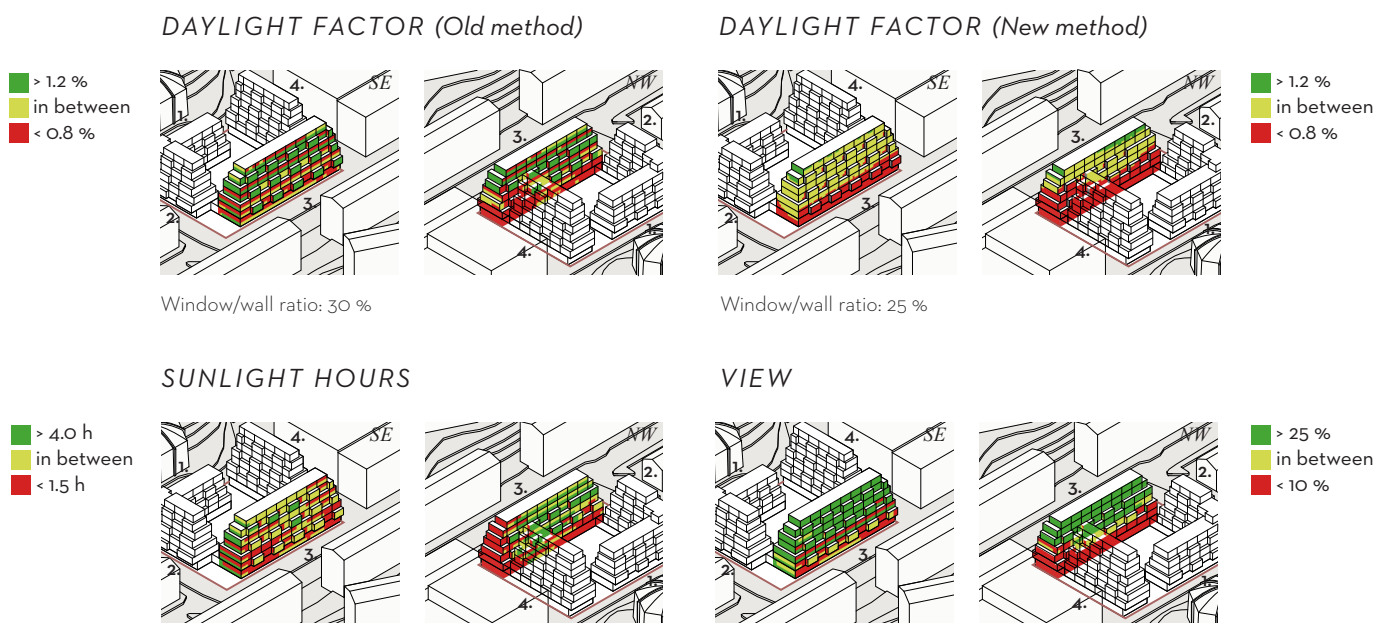 DAYLIGHT FACTOR (Old method)
DAYLIGHT FACTOR (New method)
> 1.2 %
in between
< 0.8 %
4.
SE
1.
2.
3.
NW
3.
2.
1.
4.
4.
SE
1.
2.
3.
NW
3.
2.
1.
4.
> 1.2 %
in between
< 0.8 %
Window/wall ratio: 30 %
Window/wall ratio: 25 %
SUNLIGHT HOURS
VIEW
> 4.0 h
in between
< 1.5 h
4.
SE
1.
2.
3.
NW
3.
2.
1.
4.
4.
SE
1.
2.
3.
NW
3.
2.
1.
4.
> 25 %
in between
< 10 %